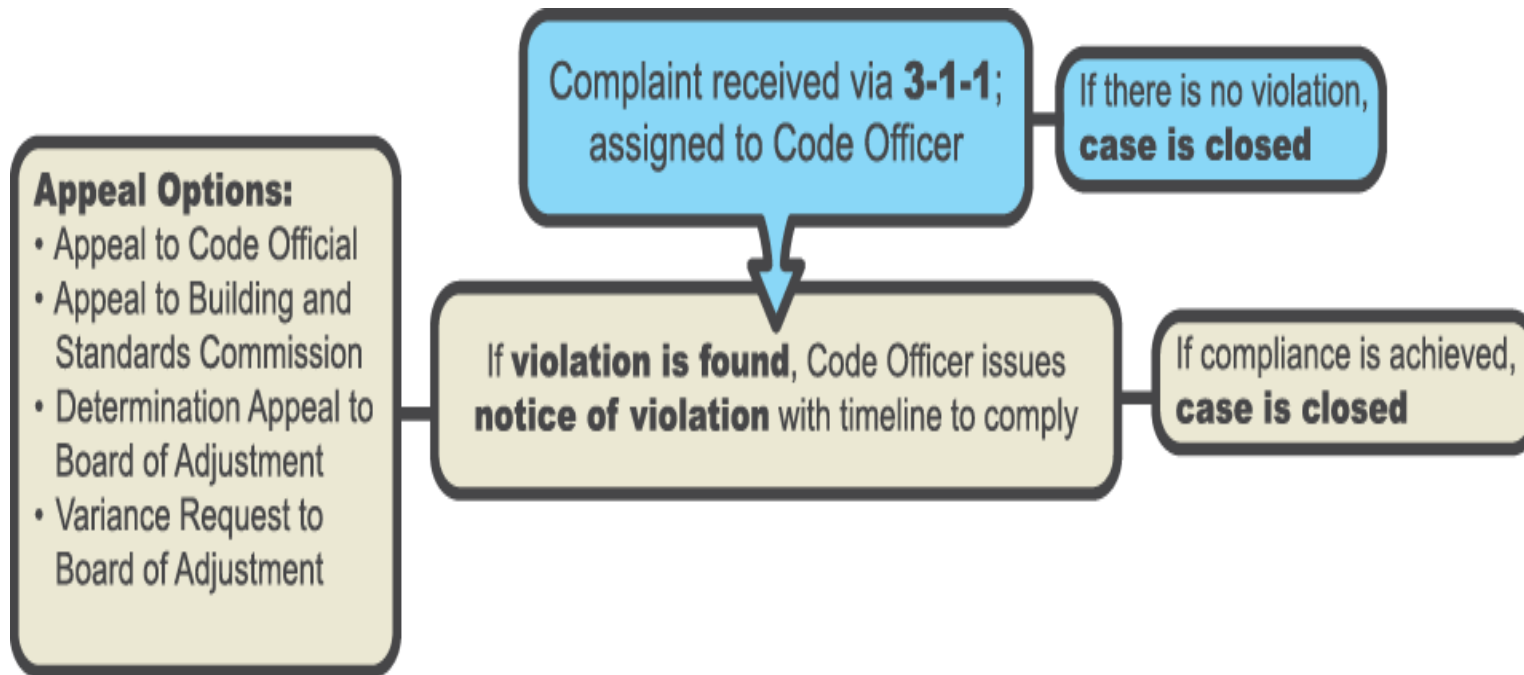 Complaint received via 3-1-1;
assigned to Code Officer
If there is no violation,
case is closed
Appeal Options:
• Appeal to Code Official
• Appeal to Building and
Standards Commission
• Determination Appeal to
Board of Adjustment
• Variance Request to
Board of Adjustment
If violation is found, Code Officer issues
notice of violation with timeline to comply
If compliance is achieved,
case is closed